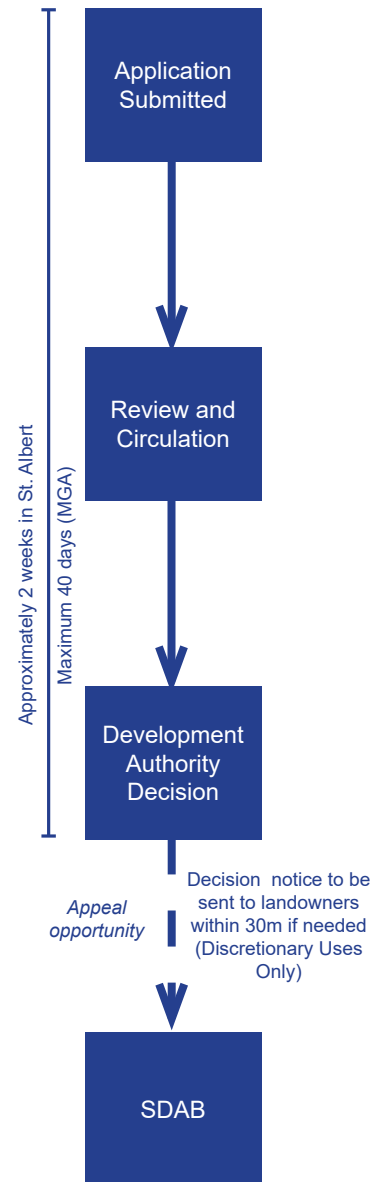 Application
Submitted
Approximately 2 weeks in St. Albert
Maximum 40 days (MGA)
Review and
Circulation
Development
Authority
Decision
Appeal
opportunity
Decision  notice to be
sent to landowners
within 30m if needed
(Discretionary Uses
Only)
SDAB